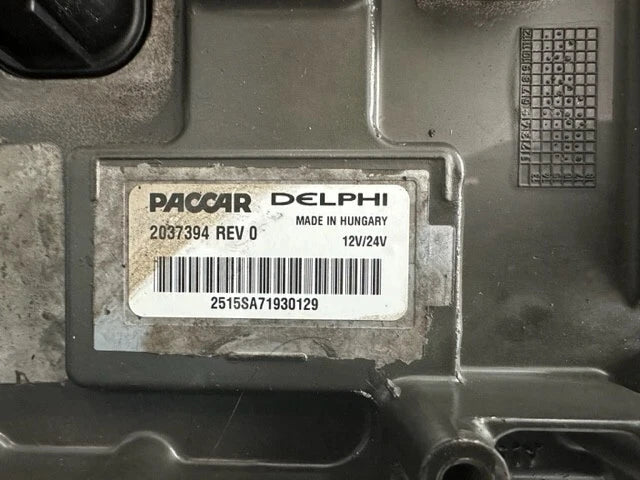 PACCAR DELPHI
MADE IN HUNGARY
2037394 REV 0 12V/24V
2515SA71930129